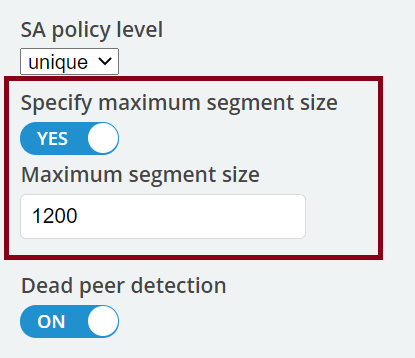 SA policy level
unique
Specify maximum segment size
YES
Maximum segment size
1200
Dead peer detection
ON